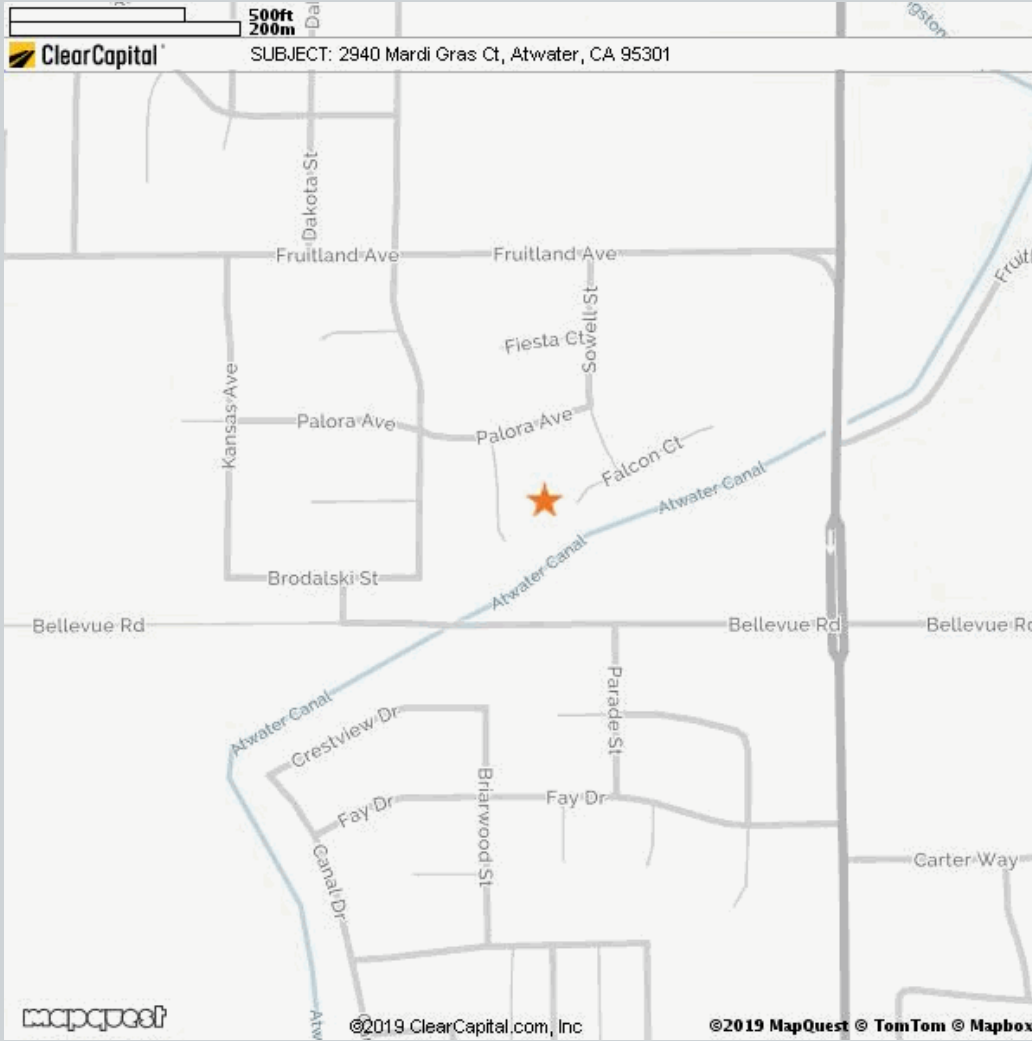 500ft
200m
ClearCapital
SUBJECT: 2940 Mardi Gras Ct, Atwater, CA 95301
Dakota St
Fruitland Ave
Fruitland Ave
Sowell St
Fiesta Ct
Kansas Ave
Palora Ave
Palora Ave
Falcon Ct
Atwater Canal
Atwater Canal
Brodalski St
Bellevue Rd
Bellevue Rd
Bellevue Rd
Parade St
Atwater Canal
Crestview Dr
Briarwood St
Fay Dr
Fay Dr
Canal Dr
Carter Way
mapquest
©2019 ClearCapital.com, Inc
©2019 MapQuest © TomTom © Mapbox